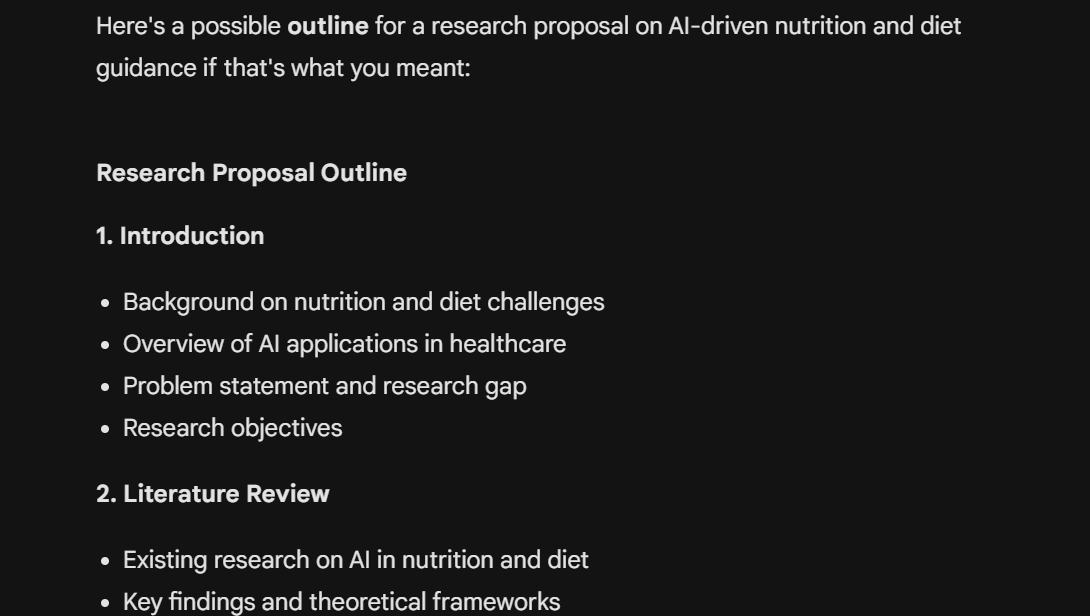 Here's a possible outline for a research proposal on AI-driven nutrition and diet
guidance if that's what you meant:
Research Proposal Outline
1. Introduction
• Background on nutrition and diet challenges
• Overview of AI applications in healthcare
• Problem statement and research gap
• Research objectives
2. Literature Review
• Existing research on AI in nutrition and diet
• Key findings and theoretical frameworks